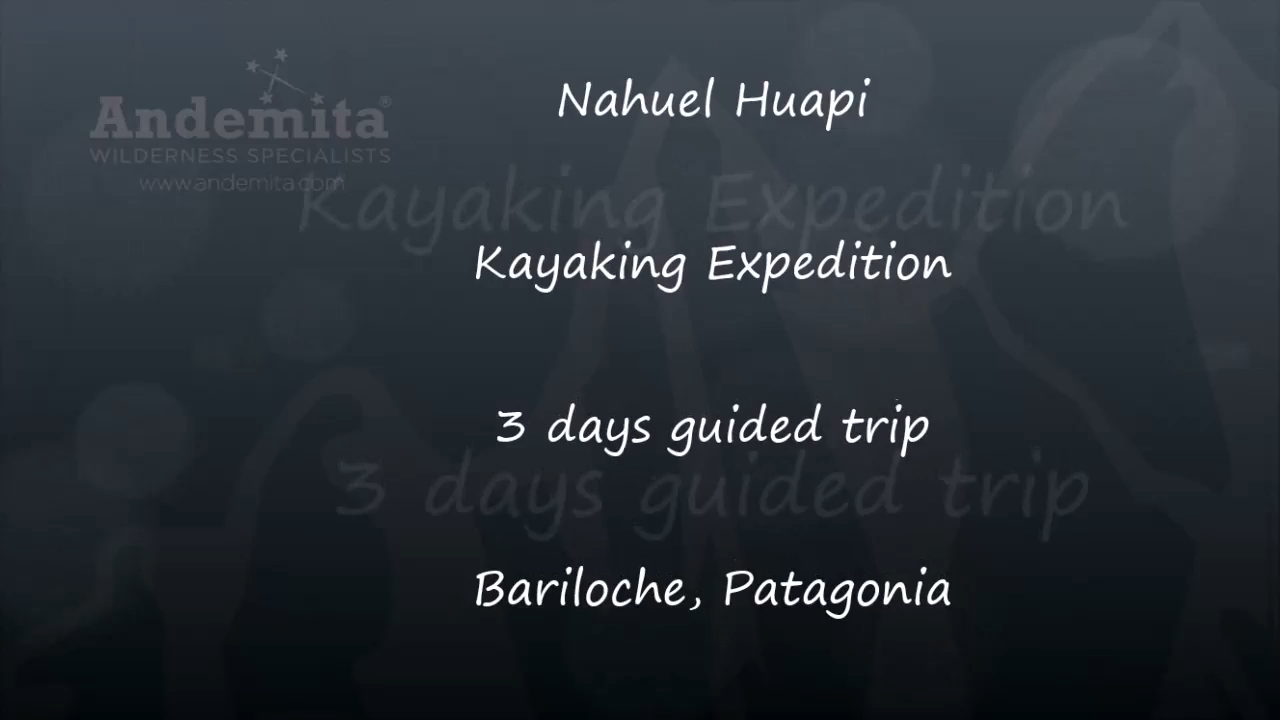 Nahuel Huapi
Andemita®
WILDERNESS SPECIALISTS
www.andemita.com
Kayaking Expedition
Kayaking Expedition
3 days guided trip
3 days guided trip
Bariloche, Patagonia